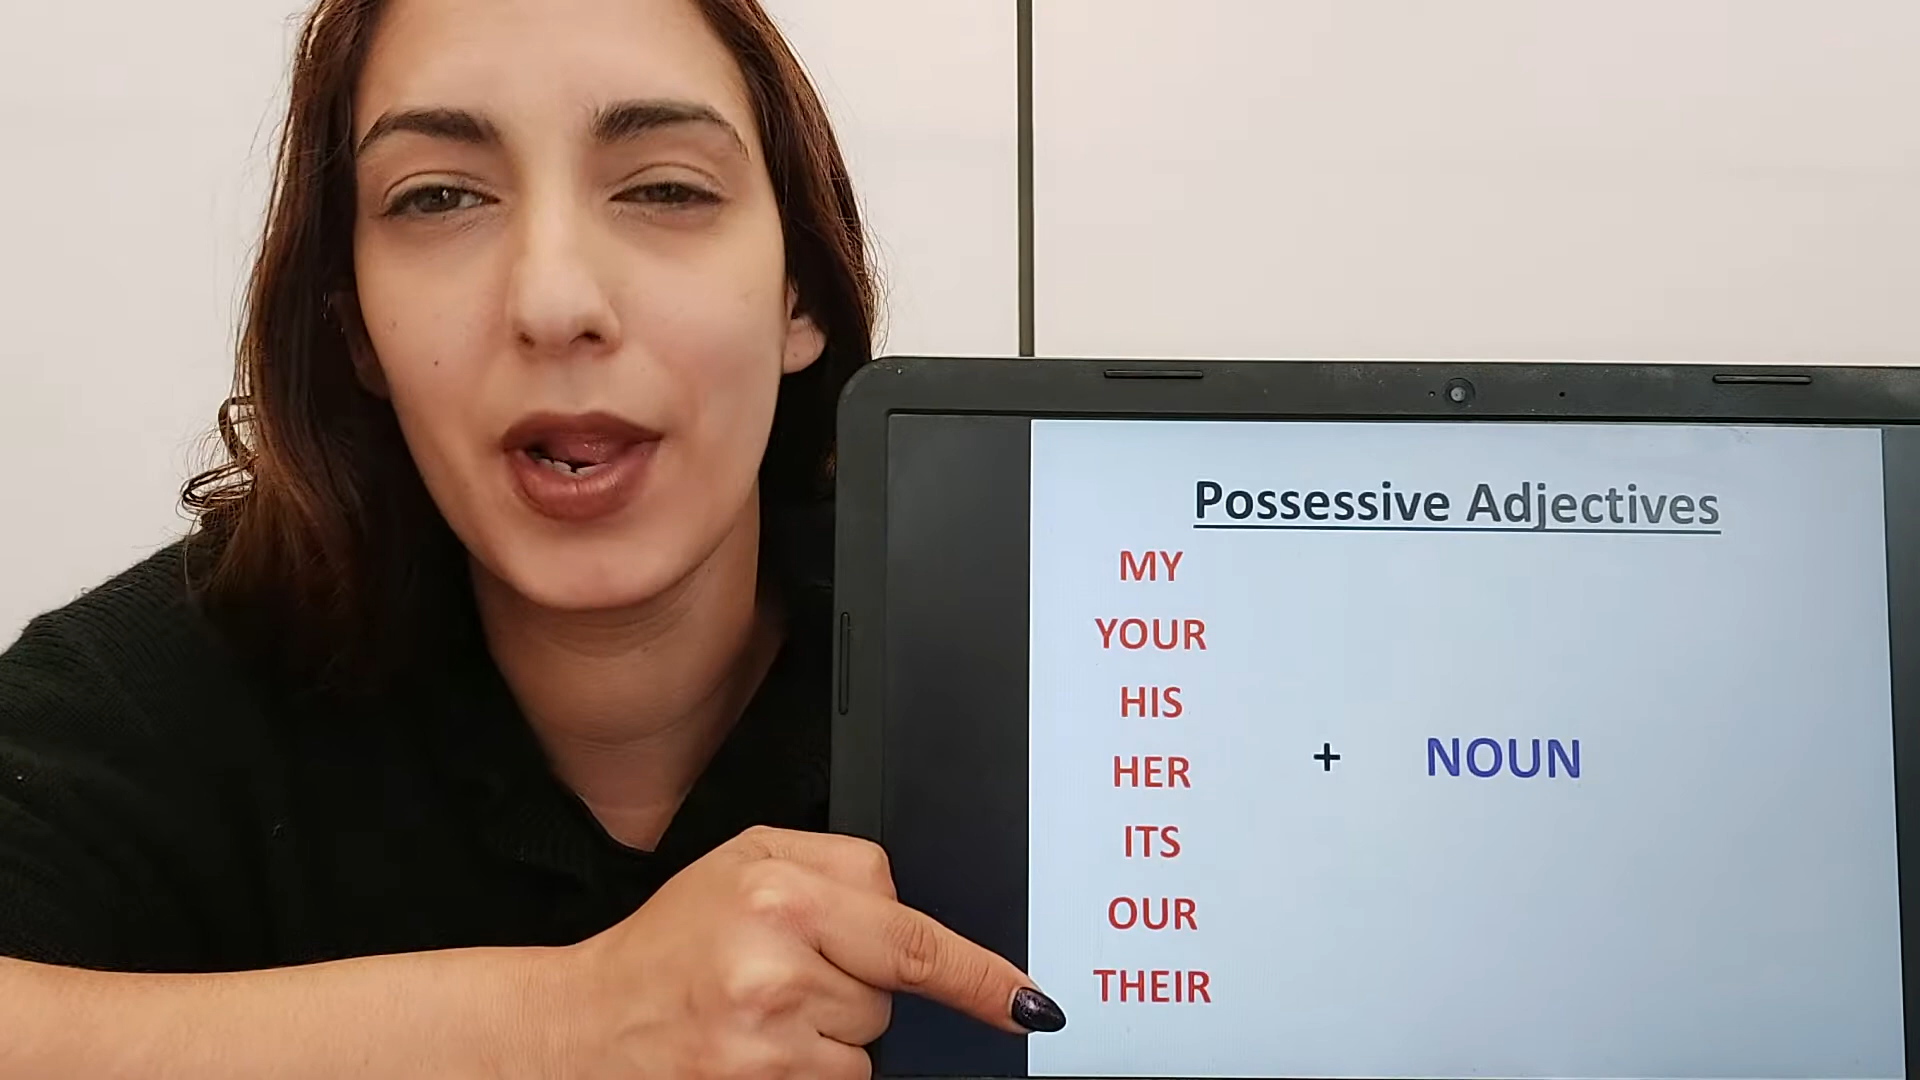 Possessive Adjectives
MY
YOUR
HIS
HER
+ NOUN
ITS
OUR
THEIR